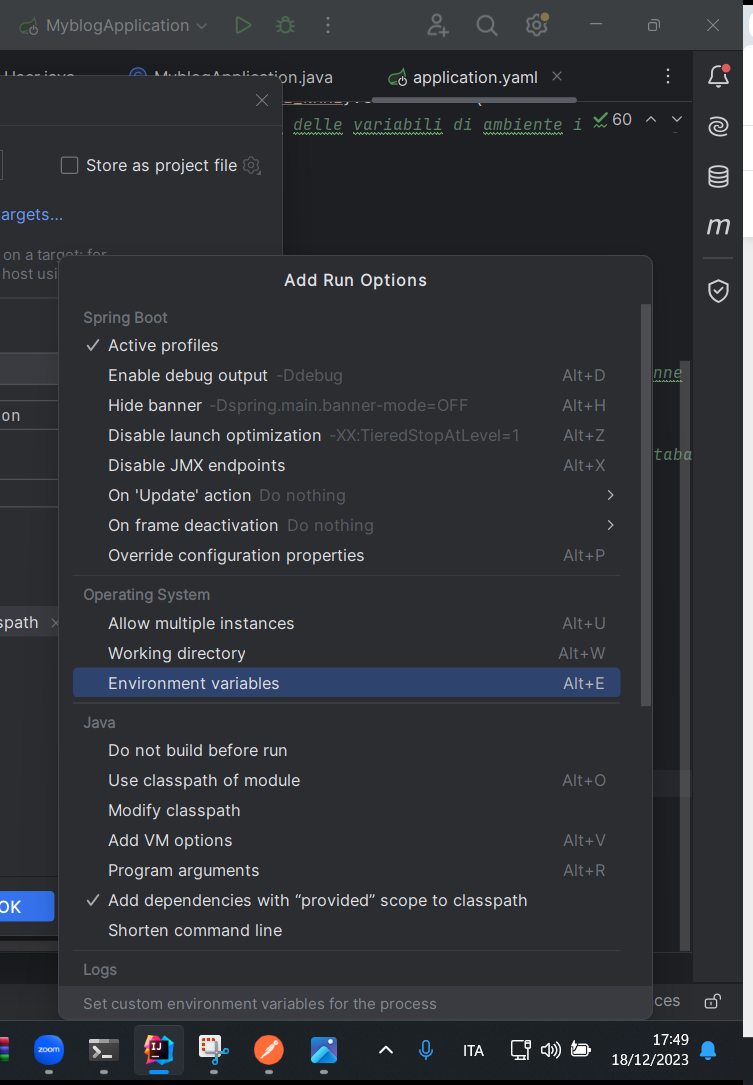 MyblogApplication
User.java
MyblogApplication.java
application.yaml
delle variabili di ambiente i
60
Store as project file
argets...
on a target: for
host usi
Add Run Options
Spring Boot
Active profiles
Enable debug output -Ddebug Alt+D
Hide banner -Dspring.main.banner-mode=OFF Alt+H
nne
Disable launch optimization -XX:TieredStopAtLevel=1 Alt+Z
on
taba
Disable JMX endpoints Alt+X
On 'Update' action Do nothing
On frame deactivation Do nothing
Override configuration properties Alt+P
Operating System
Allow multiple instances Alt+U
spath
Working directory Alt+W
Environment variables Alt+E
Java
Do not build before run
Use classpath of module Alt+O
Modify classpath
Add VM options Alt+V
Program arguments Alt+R
Add dependencies with “provided” scope to classpath
OK
Shorten command line
Logs
Set custom environment variables for the process
ces
zoom
IJ
ITA
17:49
18/12/2023